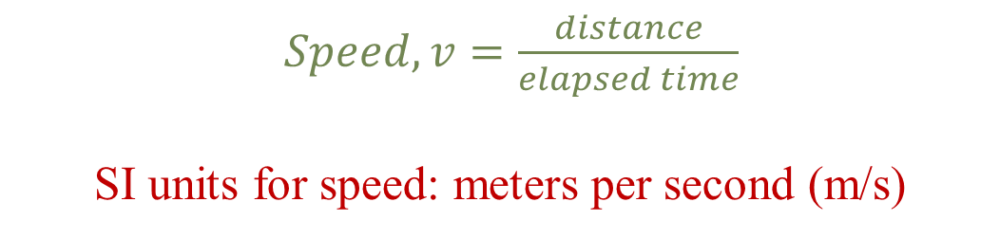 Speed, v = distance / elapsed time
SI units for speed: meters per second (m/s)